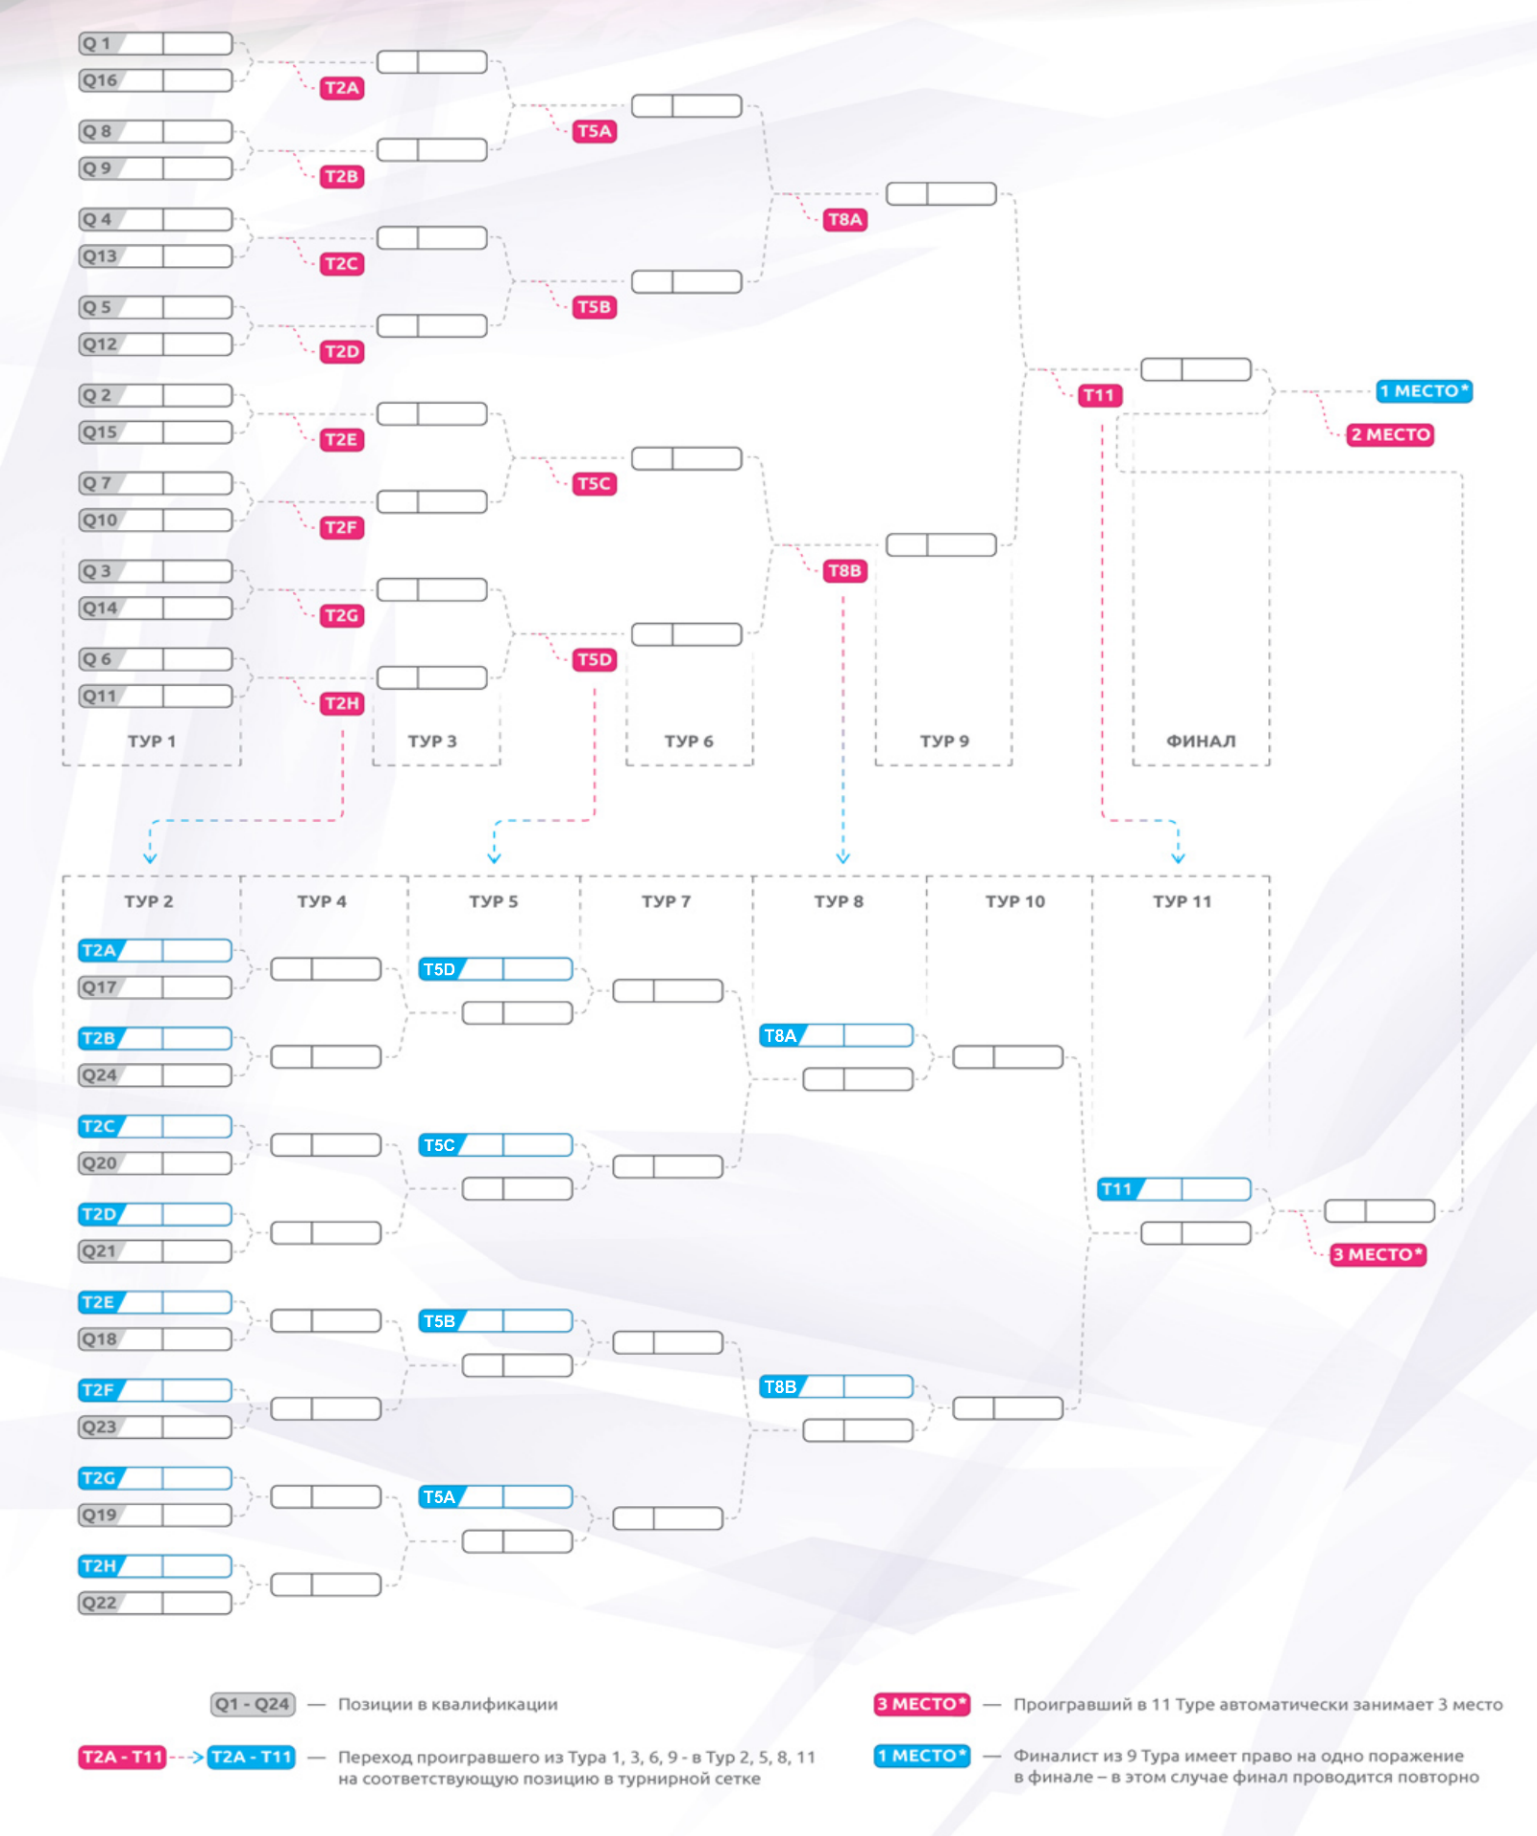 Q 1
Q16
T2A
Q 8
Q 9
T2B
Q 4
Q13
T2C
Q 5
Q12
T2D
Q 2
Q15
T2E
Q 7
Q10
T2F
Q 3
Q14
T2G
Q 6
Q11
T2H
T5A
T5B
T5C
T5D
T8A
T8B
T11
1 МЕСТО*
2 МЕСТО
ТУР 1
ТУР 3
ТУР 6
ТУР 9
ФИНАЛ
ТУР 2
ТУР 4
ТУР 5
ТУР 7
ТУР 8
ТУР 10
ТУР 11
T2A
Q17
T2B
Q24
T2C
Q20
T2D
Q21
T2E
Q18
T2F
Q23
T2G
Q19
T2H
Q22
T5D
T5C
T5B
T5A
T8A
T8B
T11
3 МЕСТО*
Q1 - Q24 — Позиции в квалификации
T2A - T11 T2A - T11 — Переход проигравшего из Тура 1, 3, 6, 9 - в Тур 2, 5, 8, 11
на соответствующую позицию в турнирной сетке
3 МЕСТО* — Проигравший в 11 Туре автоматически занимает 3 место
1 МЕСТО* — Финалист из 9 Тура имеет право на одно поражение
в финале – в этом случае финал проводится повторно